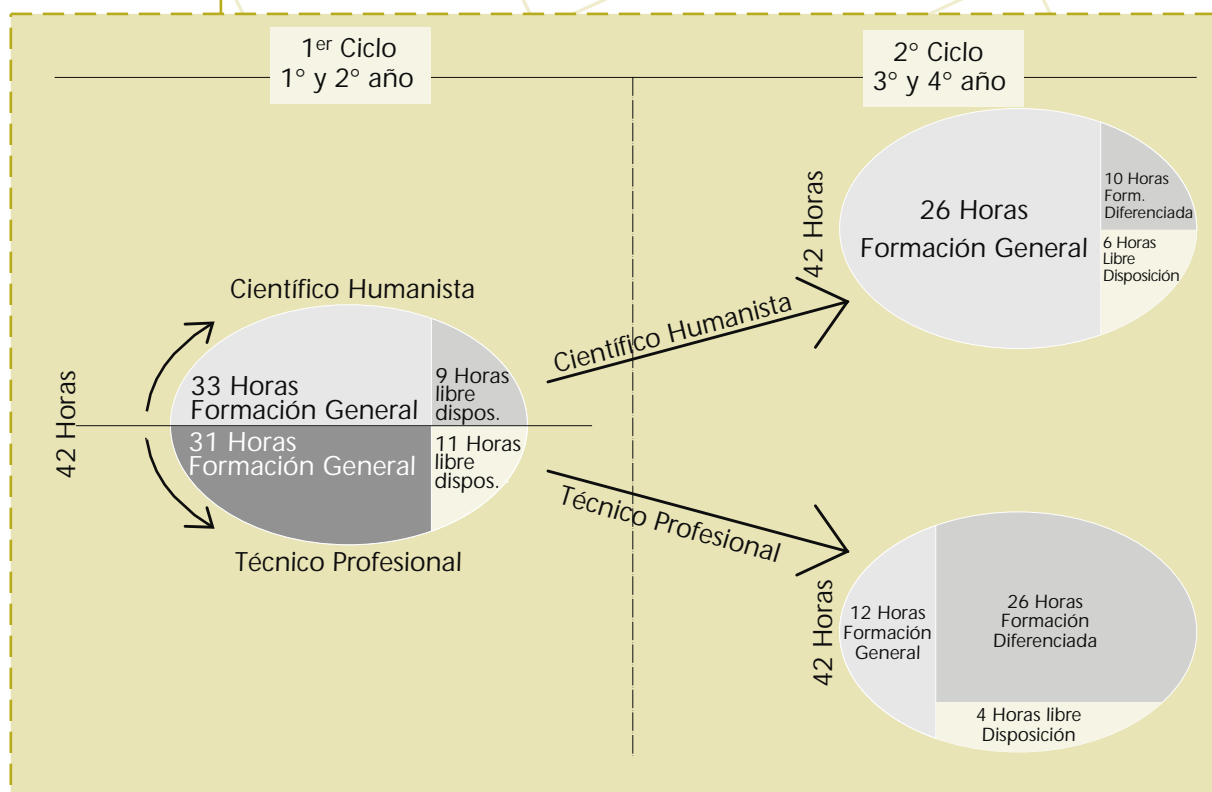 1er Ciclo
1° y 2° año
2° Ciclo
3° y 4° año
42 Horas
Científico Humanista
33 Horas
Formación General
9 Horas
libre
dispos.
31 Horas
Formación General
11 Horas
libre
dispos.
Técnico Profesional
Científico Humanista
Técnico Profesional
42 Horas
26 Horas
Formación General
10 Horas
Form.
Diferenciada
6 Horas
Libre
Disposición
42 Horas
12 Horas
Formación
General
26 Horas
Formación
Diferenciada
4 Horas libre
Disposición